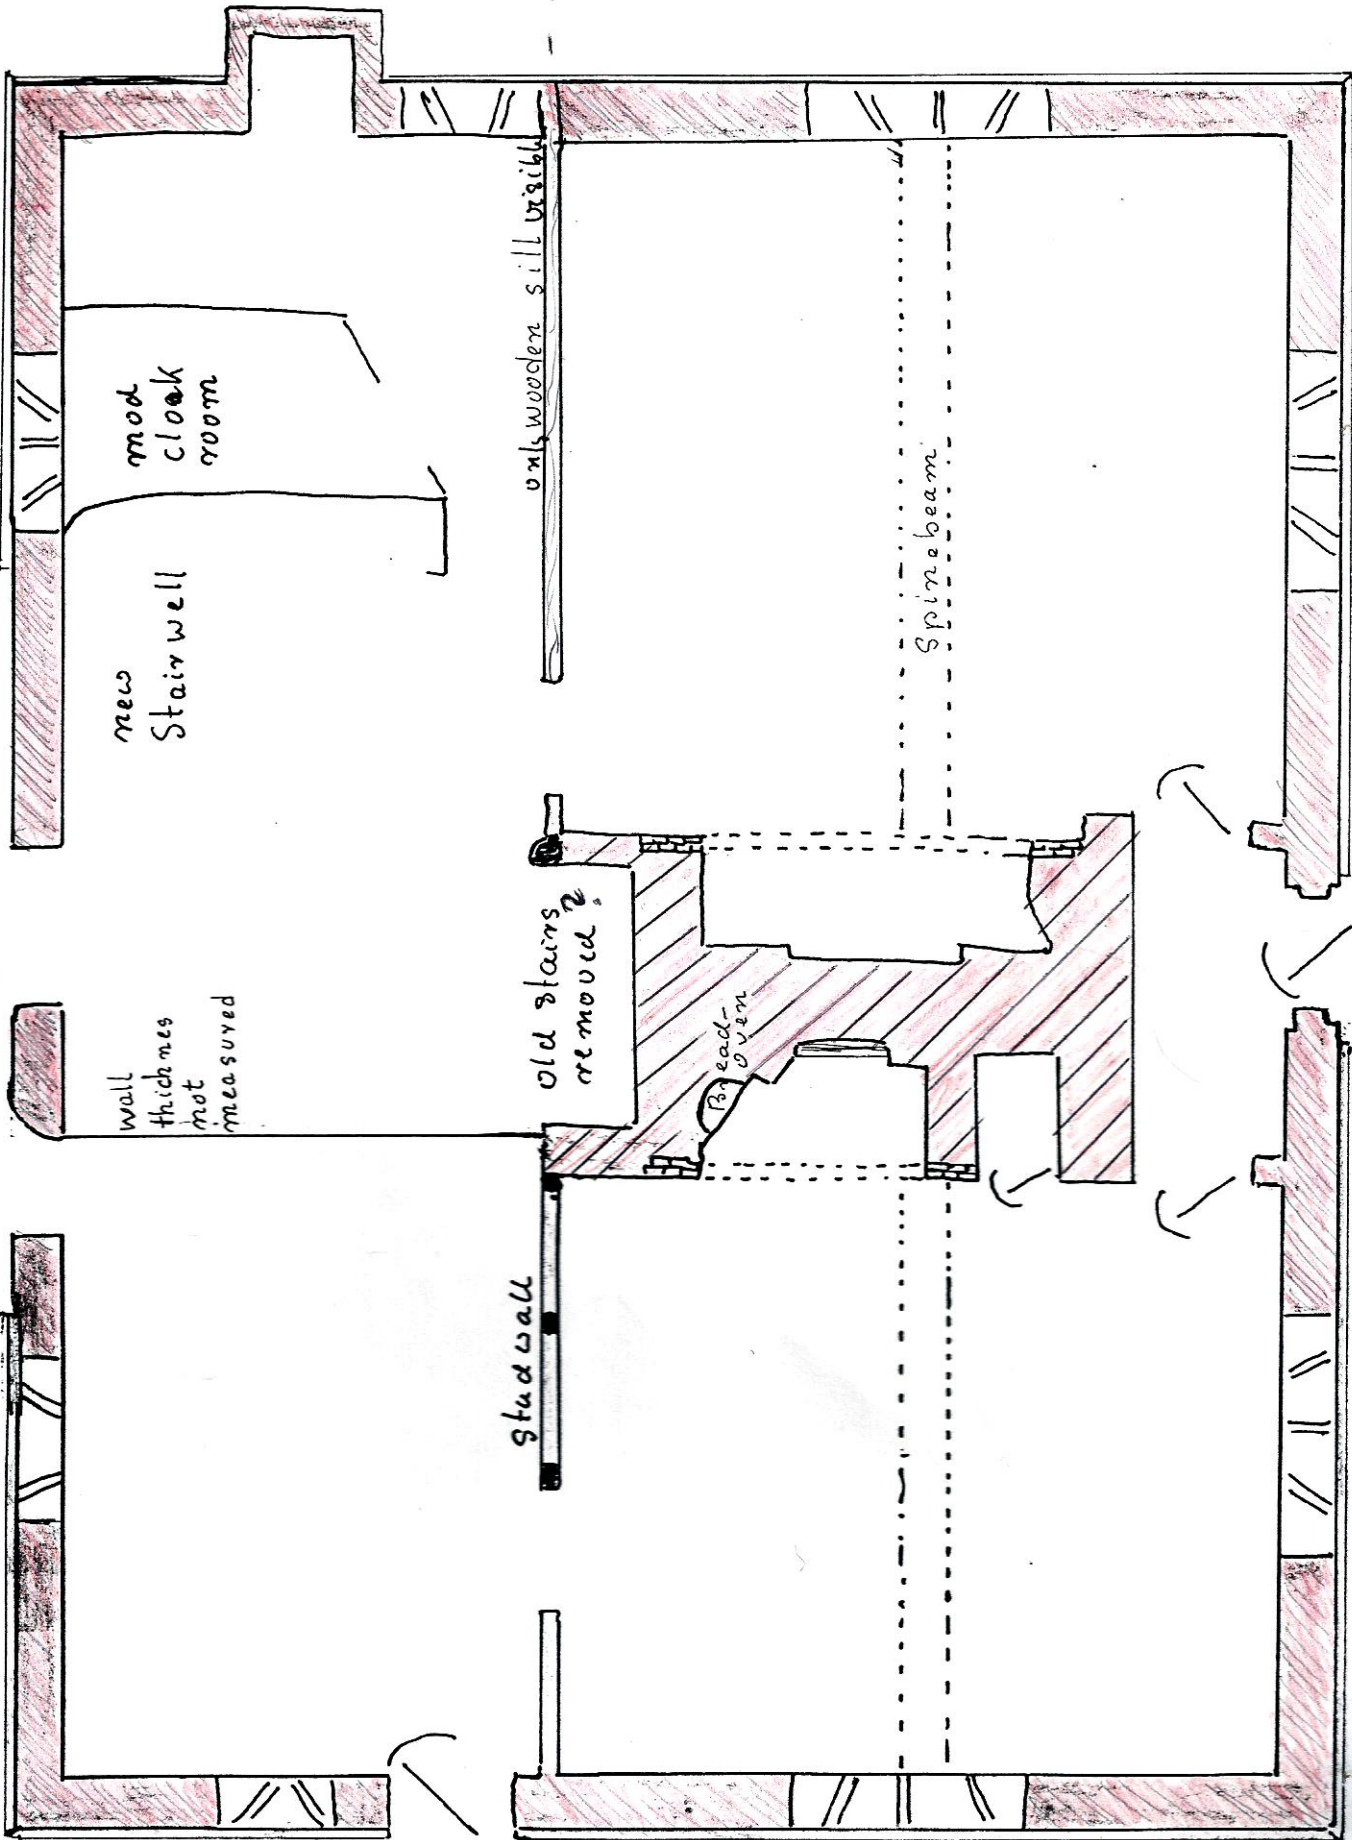 wall
thichnes
not
measured
new
Stairwell
mod
cloak
room
studwall
old stairs
removed ?
only wooden sill visible
Bread-
oven
Spinebeam